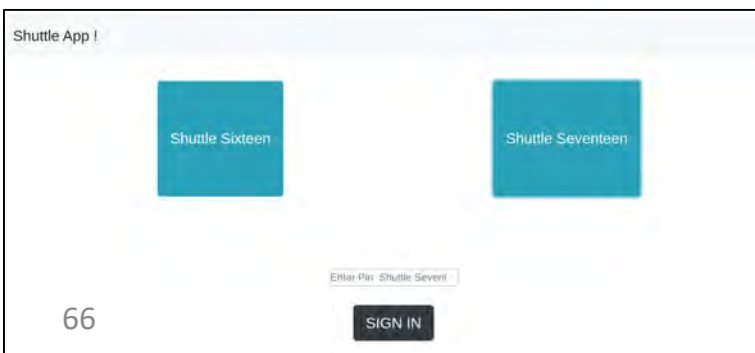 Shuttle App !
Shuttle Sixteen
Shuttle Seventeen
Enter Pin Shuttle Sevent
SIGN IN
66